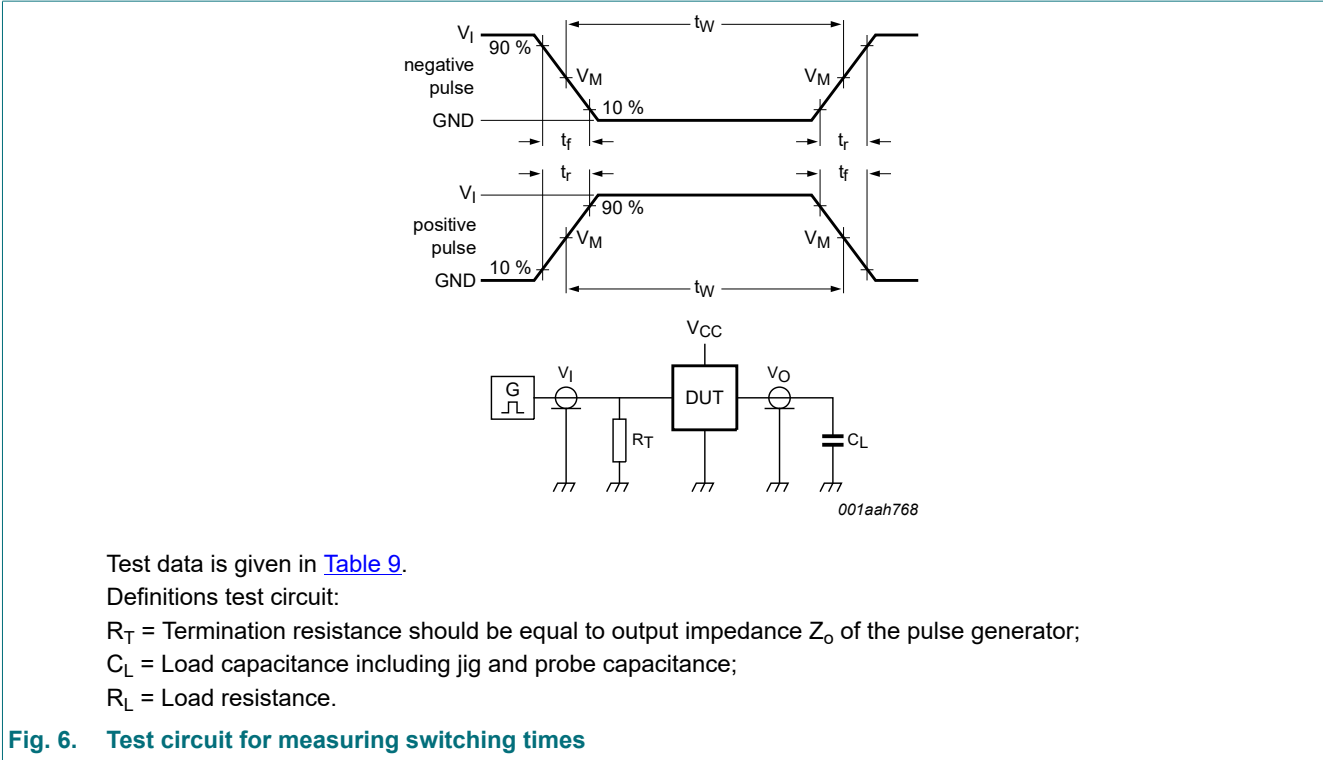 tW
VI
90 %
negative
pulse
VM
VM
10 %
GND
tf
tr
tr
tf
VI
90 %
positive
pulse
VM
VM
10 %
GND
tW
VCC
VI
VO
G
DUT
RT
CL
001aah768
Test data is given in Table 9.
Definitions test circuit:
RT = Termination resistance should be equal to output impedance Zo of the pulse generator;
CL = Load capacitance including jig and probe capacitance;
RL = Load resistance.
Fig. 6. Test circuit for measuring switching times